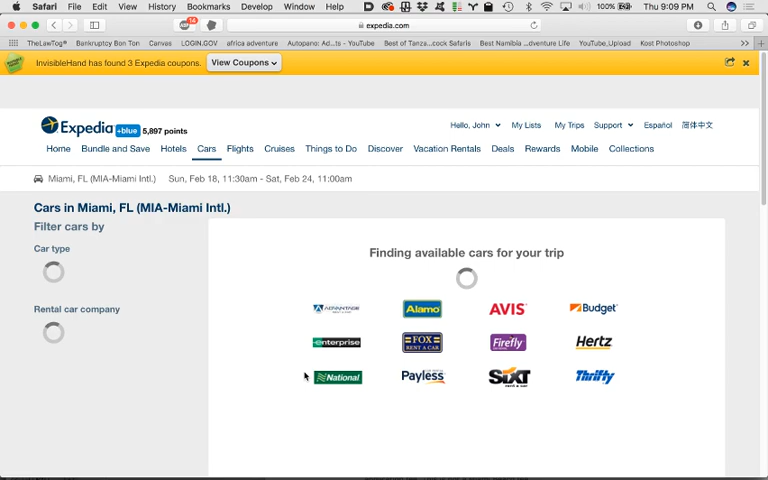 Safari File Edit View History Bookmarks Develop Window Help 100% Thu 9:09 PM
14 expedia.com
TheLawTog® Bankruptcy Bon Ton Canvas LOGIN.GOV africa adventure Autopano: Ad...ts - YouTube Best of Tanza...cock Safaris Best Namibia ...dventure Life YouTube_Upload Kost Photoshop
InvisibleHand has found 3 Expedia coupons. View Coupons
Expedia +blue 5,897 points
Hello, John My Lists My Trips Support Español 简体中文
Home Bundle and Save Hotels Cars Flights Cruises Things to Do Discover Vacation Rentals Deals Rewards Mobile Collections
Miami, FL (MIA-Miami Intl.) Sun, Feb 18, 11:30am - Sat, Feb 24, 11:00am
Cars in Miami, FL (MIA-Miami Intl.)
Filter cars by
Car type
Rental car company
Finding available cars for your trip
ADVANTAGE Alamo AVIS Budget
enterprise FOX RENT A CAR Firefly Hertz
National Payless SIXT rent a car Thrifty